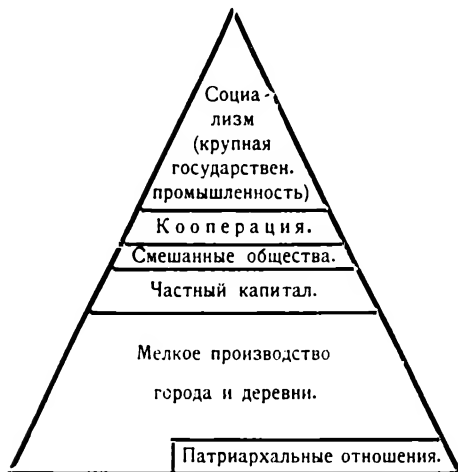 Социа-
лизм
(крупная
государствен.
промышленность)
Кооперация.
Смешанные общества.
Частный капитал.
Мелкое производство
города и деревни.
Патриархальные отношения.